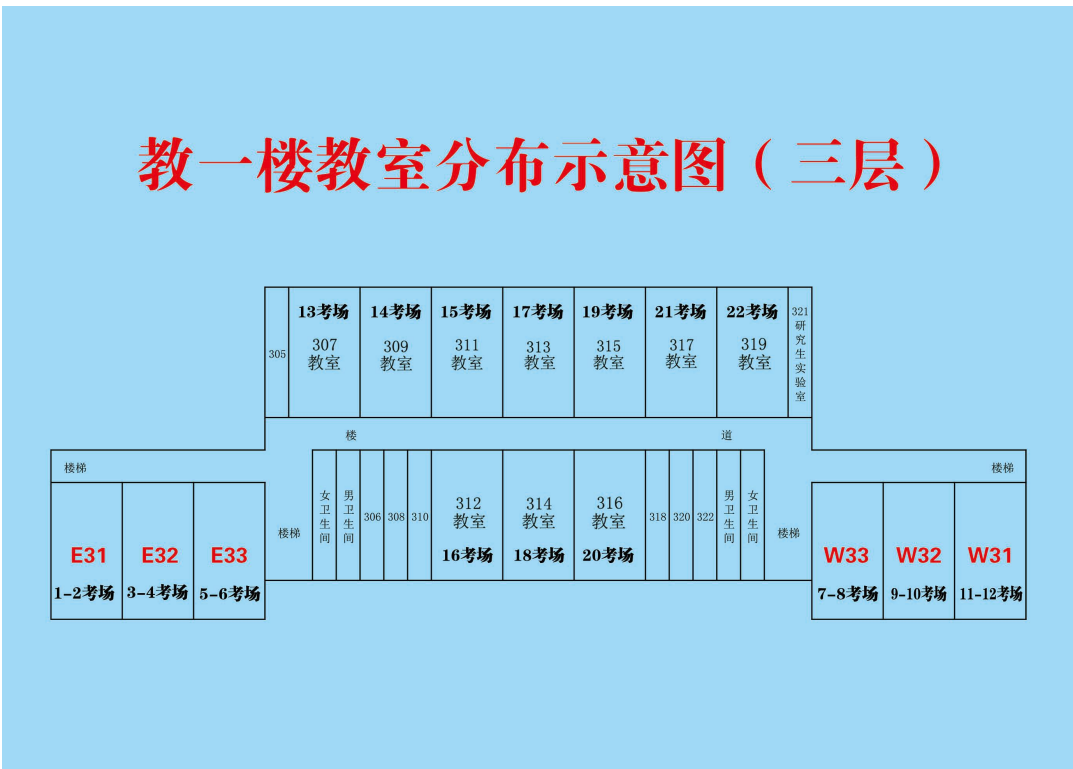 教一楼教室分布示意图（三层）
305
13考场
307
教室
14考场
309
教室
15考场
311
教室
17考场
313
教室
19考场
315
教室
21考场
317
教室
22考场
319
教室
321
研究生实验室
楼 道
楼梯
楼梯
E31
1-2考场
E32
3-4考场
E33
5-6考场
楼梯
女卫生间
男卫生间
306
308
310
312
教室
16考场
314
教室
18考场
316
教室
20考场
318
320
322
男卫生间
女卫生间
楼梯
W33
7-8考场
W32
9-10考场
W31
11-12考场